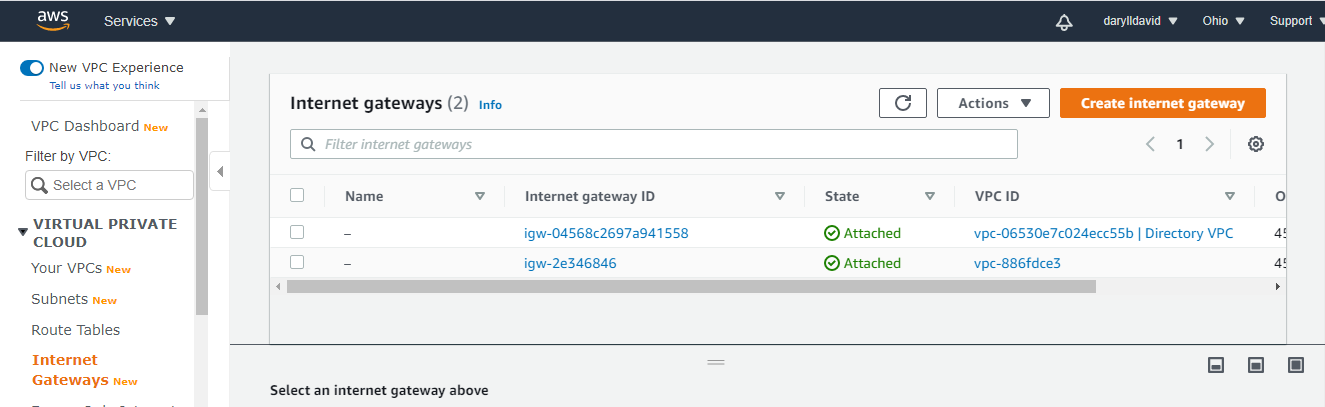 aws Services darylldavid Ohio Support
New VPC Experience
Tell us what you think
VPC Dashboard New
Filter by VPC:
Select a VPC
VIRTUAL PRIVATE
CLOUD
Your VPCs New
Subnets New
Route Tables
Internet
Gateways New
Internet gateways (2) Info Actions Create internet gateway
Filter internet gateways 1
Name Internet gateway ID State VPC ID O
– igw-04568c2697a941558 Attached vpc-06530e7c024ecc55b | Directory VPC 45
– igw-2e346846 Attached vpc-886fdce3 45
Select an internet gateway above